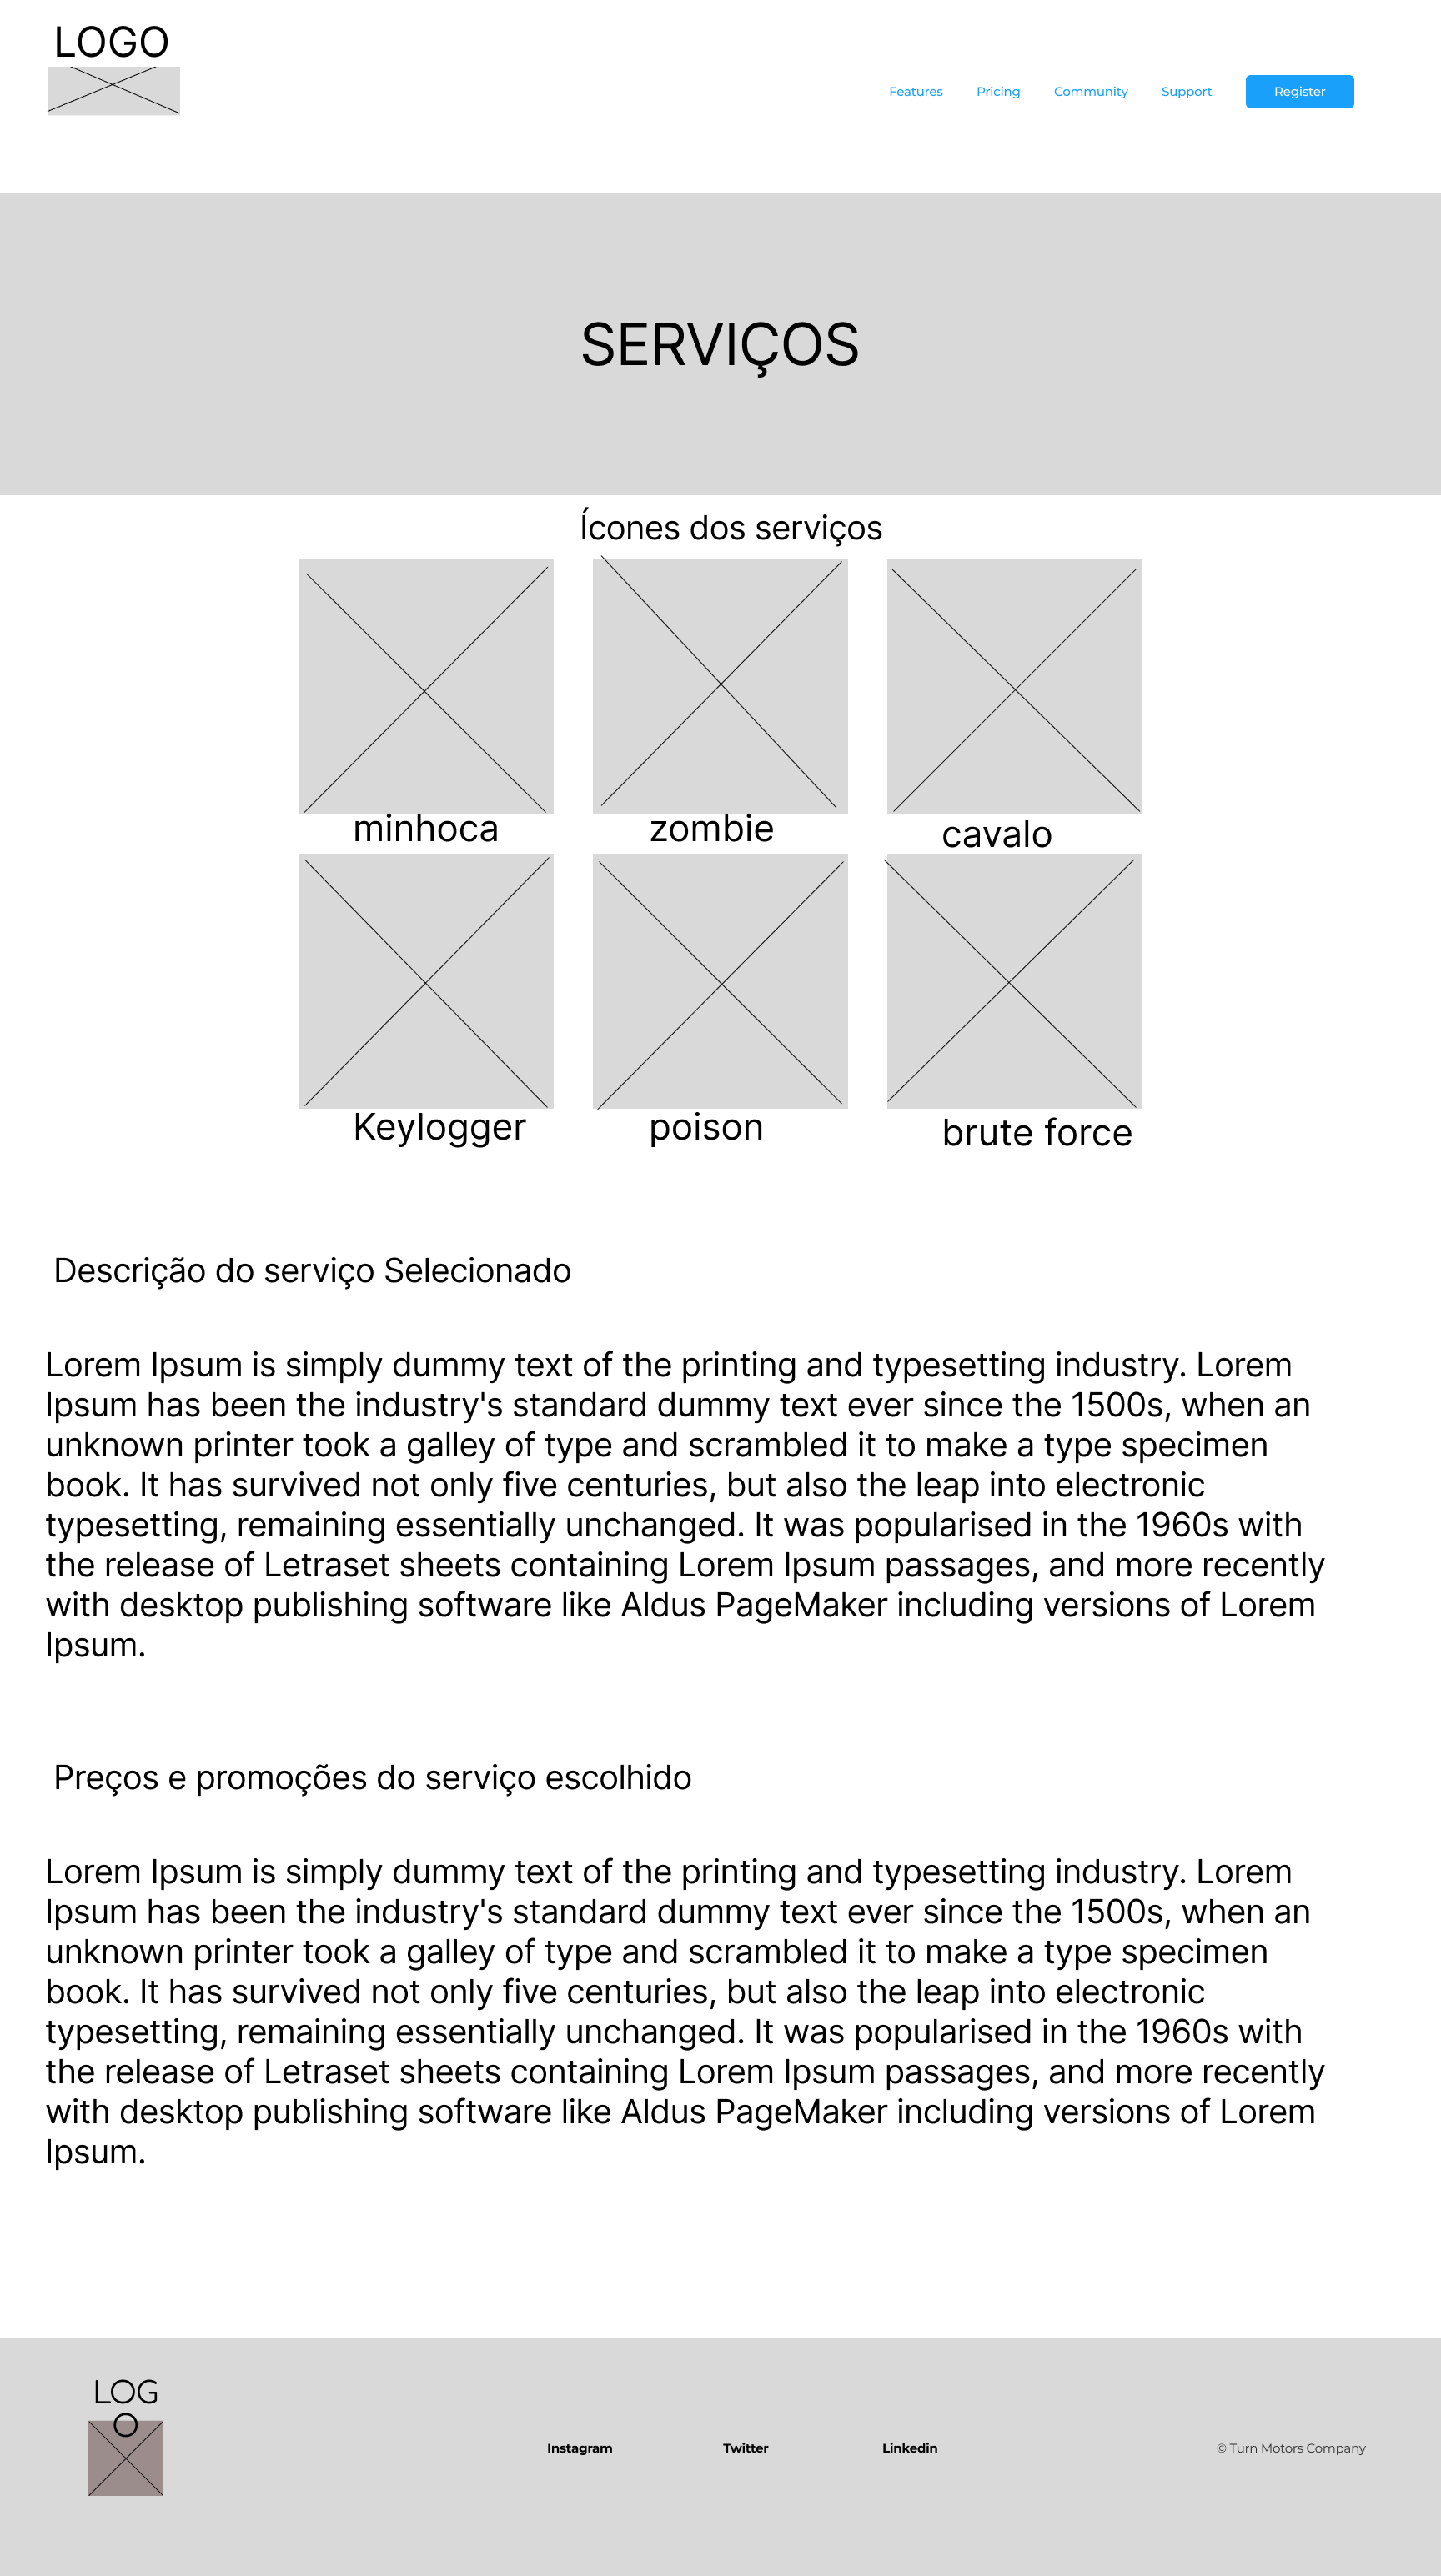 LOGO
Features Pricing Community Support Register
SERVIÇOS
Ícones dos serviços
minhoca zombie cavalo
Keylogger poison brute force
Descrição do serviço Selecionado
Lorem Ipsum is simply dummy text of the printing and typesetting industry. Lorem
Ipsum has been the industry's standard dummy text ever since the 1500s, when an
unknown printer took a galley of type and scrambled it to make a type specimen
book. It has survived not only five centuries, but also the leap into electronic
typesetting, remaining essentially unchanged. It was popularised in the 1960s with
the release of Letraset sheets containing Lorem Ipsum passages, and more recently
with desktop publishing software like Aldus PageMaker including versions of Lorem
Ipsum.
Preços e promoções do serviço escolhido
Lorem Ipsum is simply dummy text of the printing and typesetting industry. Lorem
Ipsum has been the industry's standard dummy text ever since the 1500s, when an
unknown printer took a galley of type and scrambled it to make a type specimen
book. It has survived not only five centuries, but also the leap into electronic
typesetting, remaining essentially unchanged. It was popularised in the 1960s with
the release of Letraset sheets containing Lorem Ipsum passages, and more recently
with desktop publishing software like Aldus PageMaker including versions of Lorem
Ipsum.
LOG
O
Instagram Twitter Linkedin © Turn Motors Company